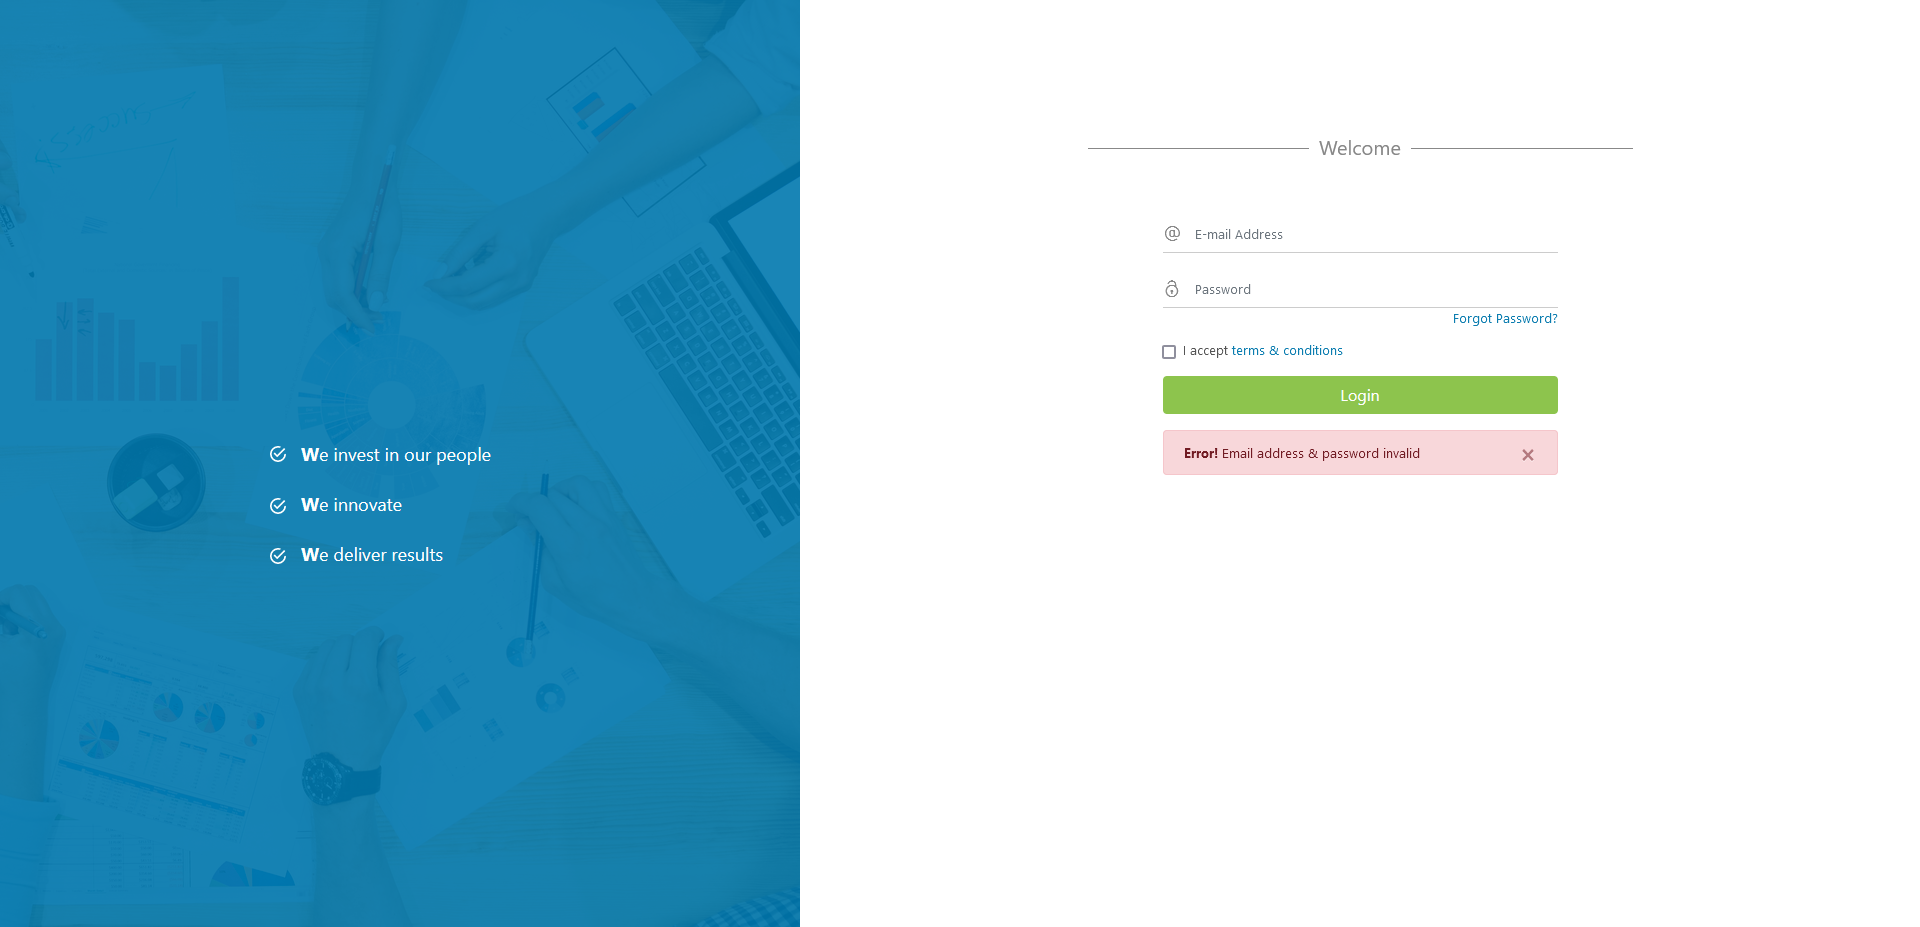 We invest in our people
We innovate
We deliver results
Welcome
E-mail Address
Password
Forgot Password?
I accept terms & conditions
Login
Error! Email address & password invalid